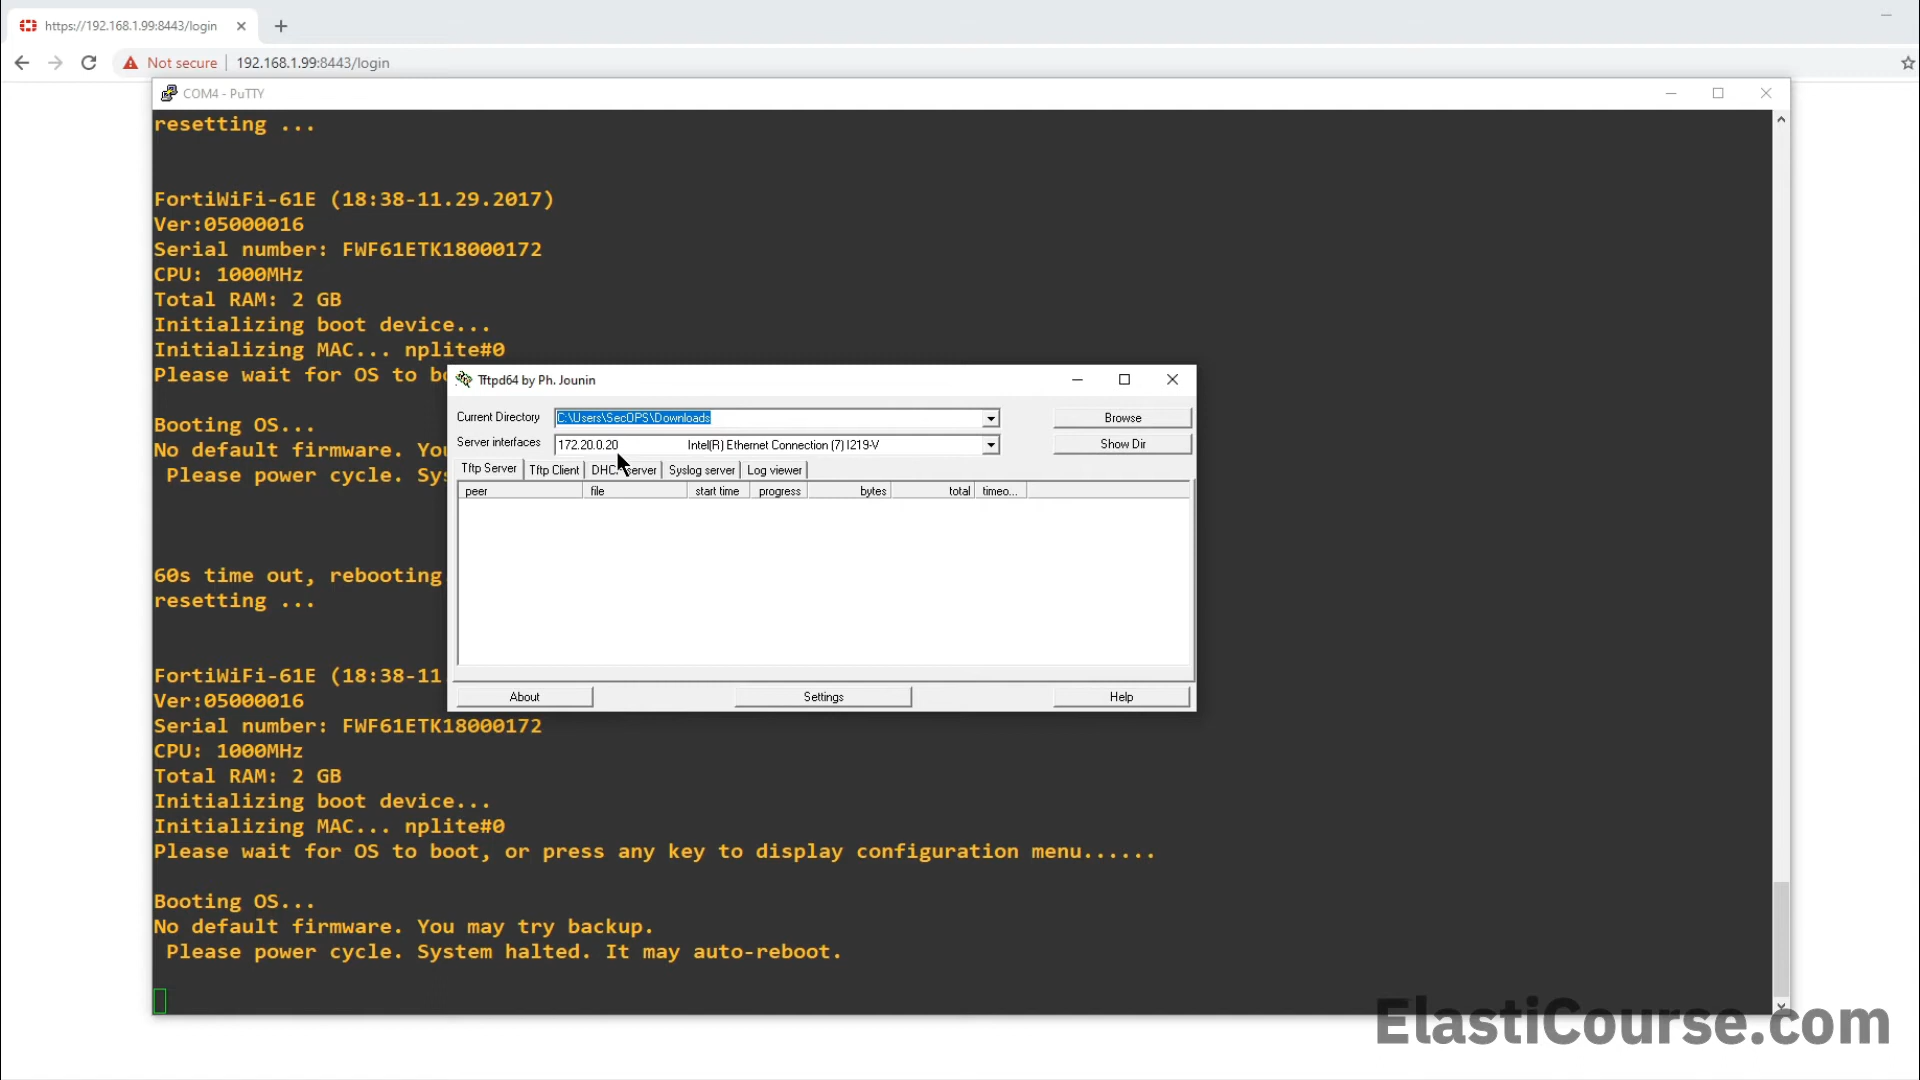 https://192.168.1.99:8443/login
Not secure | 192.168.1.99:8443/login
COM4 - PuTTY
resetting ...
FortiWiFi-61E (18:38-11.29.2017)
Ver:05000016
Serial number: FWF61ETK18000172
CPU: 1000MHz
Total RAM: 2 GB
Initializing boot device...
Initializing MAC... nplite#0
Please wait for OS to bo
Booting OS...
No default firmware. You
Please power cycle. Sys
60s time out, rebooting
resetting ...
FortiWiFi-61E (18:38-11
Ver:05000016
Serial number: FWF61ETK18000172
CPU: 1000MHz
Total RAM: 2 GB
Initializing boot device...
Initializing MAC... nplite#0
Please wait for OS to boot, or press any key to display configuration menu......
Booting OS...
No default firmware. You may try backup.
Please power cycle. System halted. It may auto-reboot.
Tftpd64 by Ph. Jounin
Current Directory C:\Users\SecOPS\Downloads Browse
Server interfaces 172.20.0.20 Intel(R) Ethernet Connection (7) I219-V Show Dir
Tftp Server Tftp Client DHC server Syslog server Log viewer
peer file start time progress bytes total timeo...
About Settings Help
ElastiCourse.com